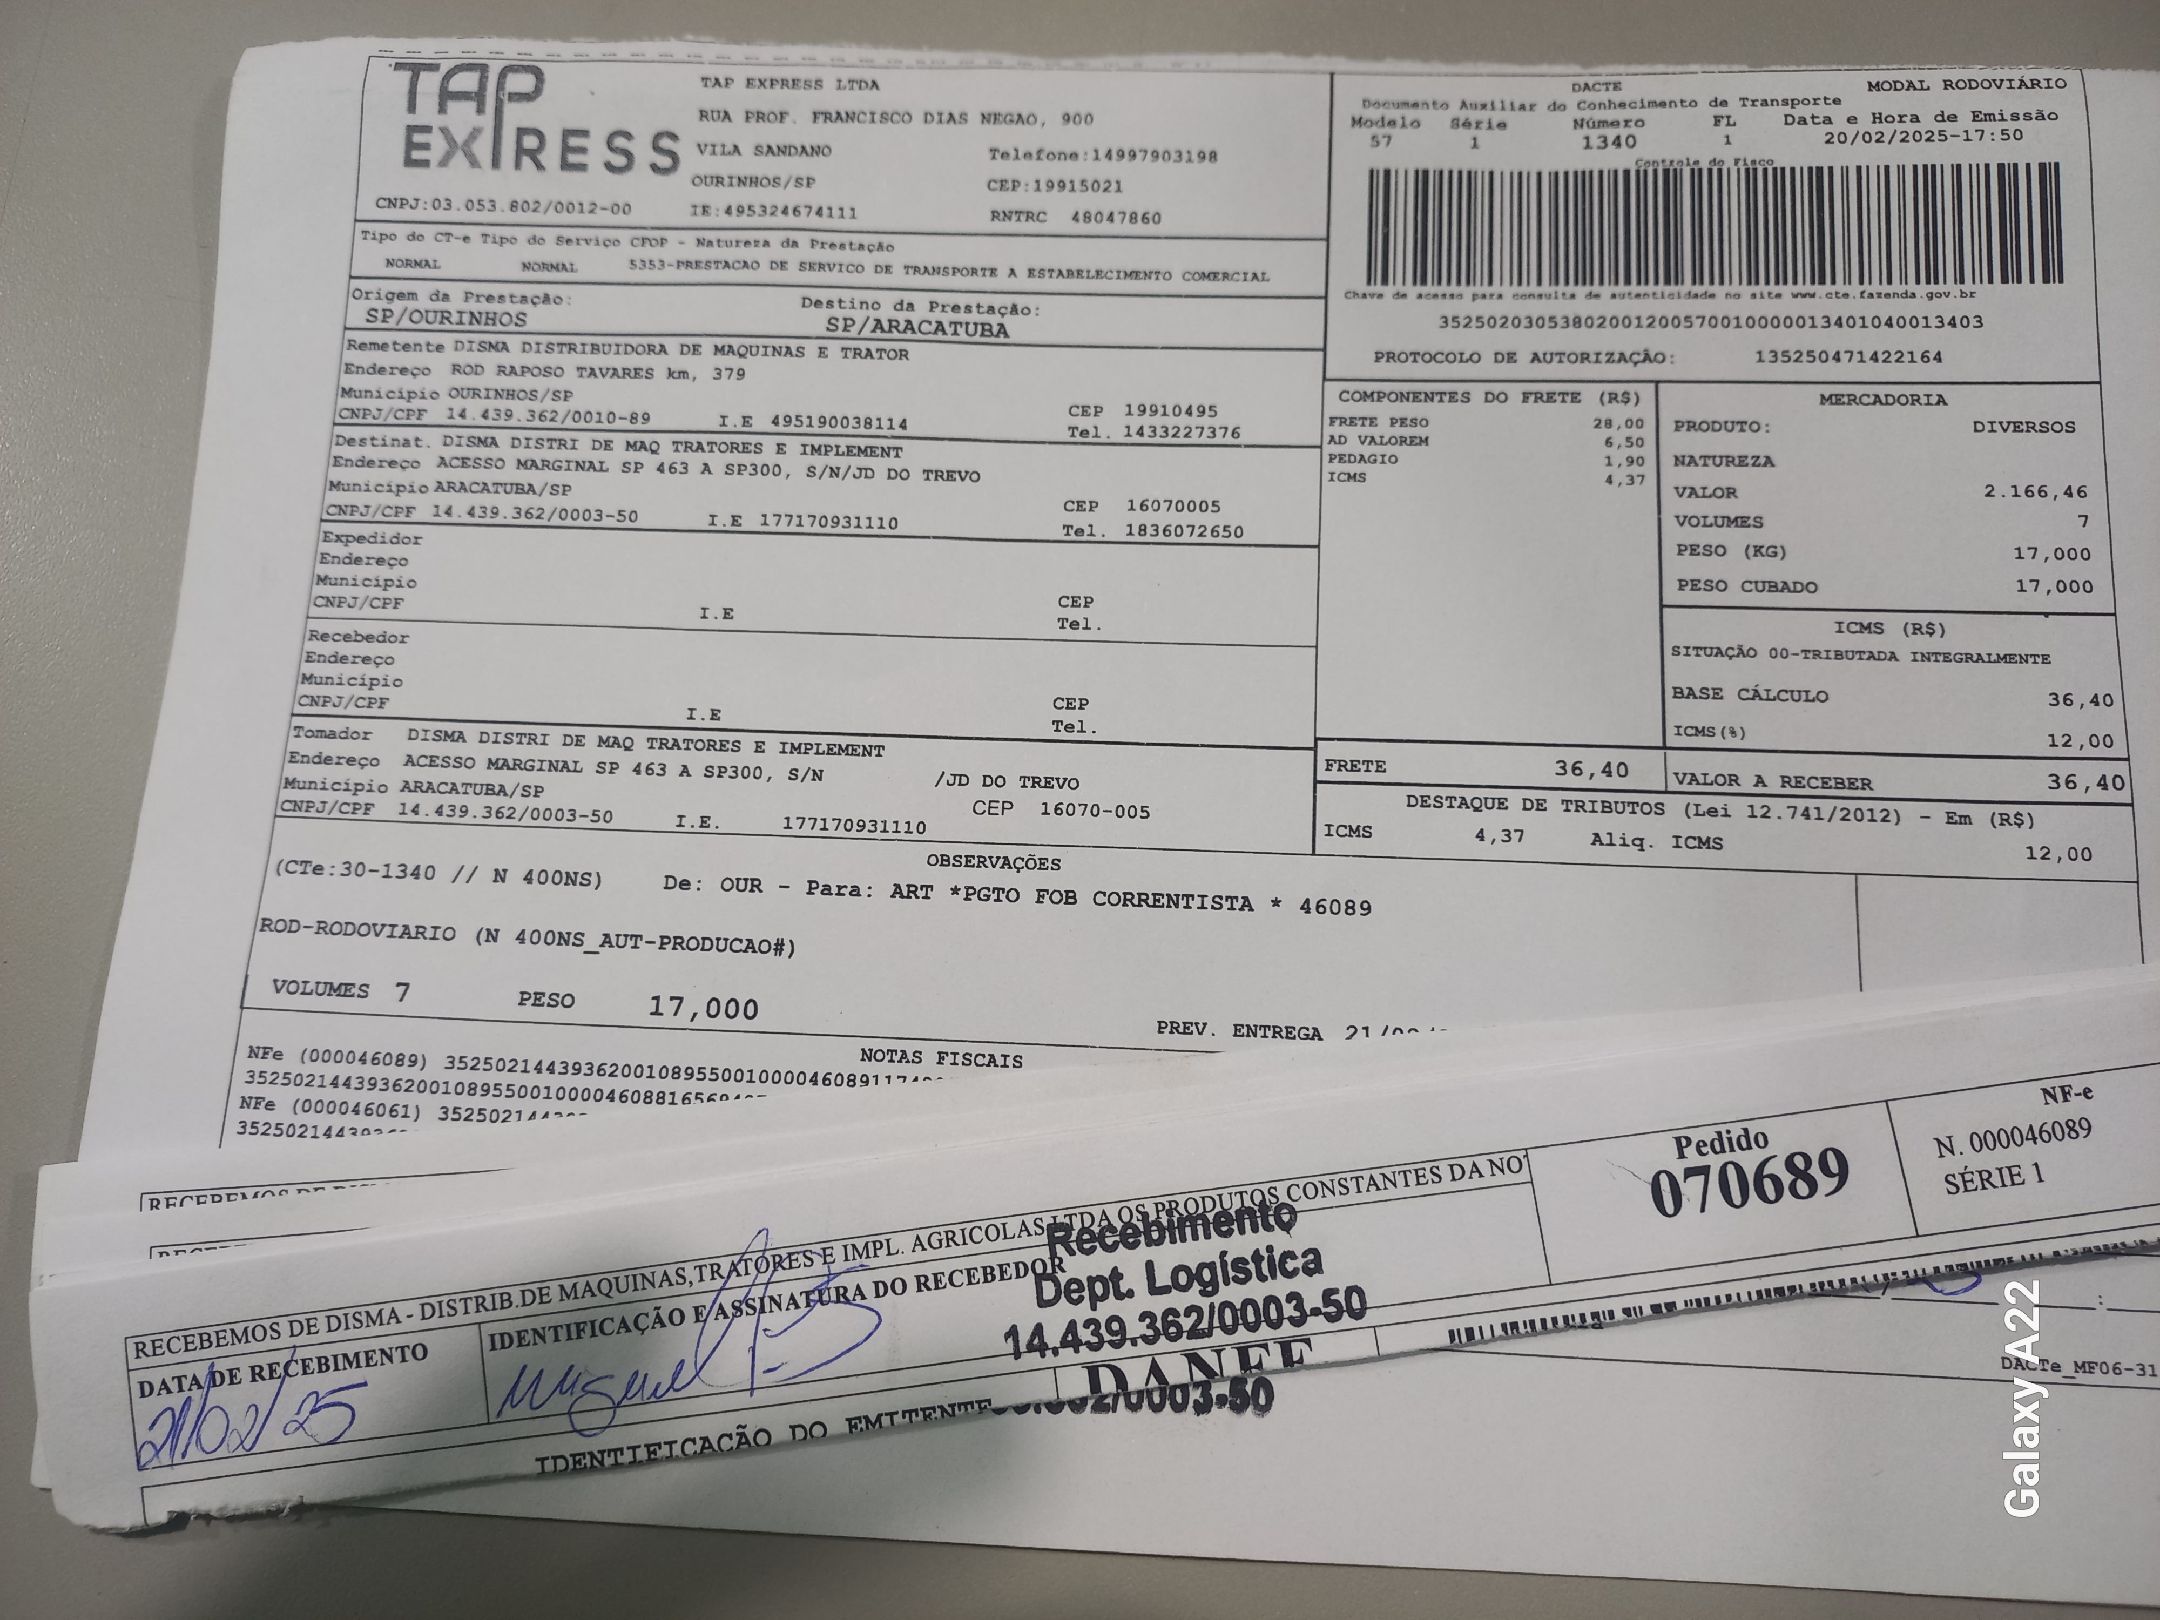 TAP EXPRESS
TAP EXPRESS LTDA
RUA PROF. FRANCISCO DIAS NEGAO, 900
VILA SANDANO Telefone:14997903198
OURINHOS/SP CEP:19915021
CNPJ:03.053.802/0012-00 IE:495324674111 RNTRC 48047860
DACTE MODAL RODOVIÁRIO
Documento Auxiliar do Conhecimento de Transporte
Modelo Série Número FL Data e Hora de Emissão
57 1 1340 1 20/02/2025-17:50
Controle do Fisco
Chave de acesso para consulta de autenticidade no site www.cte.fazenda.gov.br
35250203053802001200570010000013401040013403
PROTOCOLO DE AUTORIZAÇÃO: 135250471422164
Tipo do CT-e Tipo do Serviço CFOP - Natureza da Prestação
NORMAL NORMAL 5353-PRESTACAO DE SERVICO DE TRANSPORTE A ESTABELECIMENTO COMERCIAL
Origem da Prestação: Destino da Prestação:
SP/OURINHOS SP/ARACATUBA
Remetente DISMA DISTRIBUIDORA DE MAQUINAS E TRATOR
Endereço ROD RAPOSO TAVARES km, 379
Município OURINHOS/SP CEP 19910495
CNPJ/CPF 14.439.362/0010-89 I.E 495190038114 Tel. 1433227376
Destinat. DISMA DISTRI DE MAQ TRATORES E IMPLEMENT
Endereço ACESSO MARGINAL SP 463 A SP300, S/N/JD DO TREVO
Município ARACATUBA/SP CEP 16070005
CNPJ/CPF 14.439.362/0003-50 I.E 177170931110 Tel. 1836072650
Expedidor
Endereço
Município CEP
CNPJ/CPF I.E Tel.
Recebedor
Endereço
Município CEP
CNPJ/CPF I.E Tel.
Tomador DISMA DISTRI DE MAQ TRATORES E IMPLEMENT
Endereço ACESSO MARGINAL SP 463 A SP300, S/N /JD DO TREVO
Município ARACATUBA/SP CEP 16070-005
CNPJ/CPF 14.439.362/0003-50 I.E. 177170931110
COMPONENTES DO FRETE (R$)
FRETE PESO 28,00
AD VALOREM 6,50
PEDAGIO 1,90
ICMS 4,37
MERCADORIA
PRODUTO: DIVERSOS
NATUREZA
VALOR 2.166,46
VOLUMES 7
PESO (KG) 17,000
PESO CUBADO 17,000
ICMS (R$)
SITUAÇÃO 00-TRIBUTADA INTEGRALMENTE
BASE CÁLCULO 36,40
ICMS(%) 12,00
FRETE 36,40 VALOR A RECEBER 36,40
DESTAQUE DE TRIBUTOS (Lei 12.741/2012) - Em (R$)
ICMS 4,37 Aliq. ICMS 12,00
OBSERVAÇÕES
(CTe:30-1340 // N 400NS) De: OUR - Para: ART *PGTO FOB CORRENTISTA * 46089
ROD-RODOVIARIO (N 400NS_AUT-PRODUCAO#)
VOLUMES 7 PESO 17,000 PREV. ENTREGA 21/
NOTAS FISCAIS
NFe (000046089) 352502144393620010895500100004608911
352502144393620010895500100004608816569
NFe (000046061) 35250214
352502144
RECEBEMOS DE DISMA - DISTRIB.DE MAQUINAS,TRATORES E IMPL. AGRICOLAS LTDA OS PRODUTOS CONSTANTES DA NO
DATA DE RECEBIMENTO
21/02/25
IDENTIFICAÇÃO E ASSINATURA DO RECEBEDOR
Miguel
Recebimento
Dept. Logística
14.439.362/0003-50
Pedido
070689
NF-e
N. 000046089
SÉRIE 1
DANFE
/0003-50
IDENTIFICAÇÃO DO EMITENTE
DACTe_MF06-31
Galaxy A22